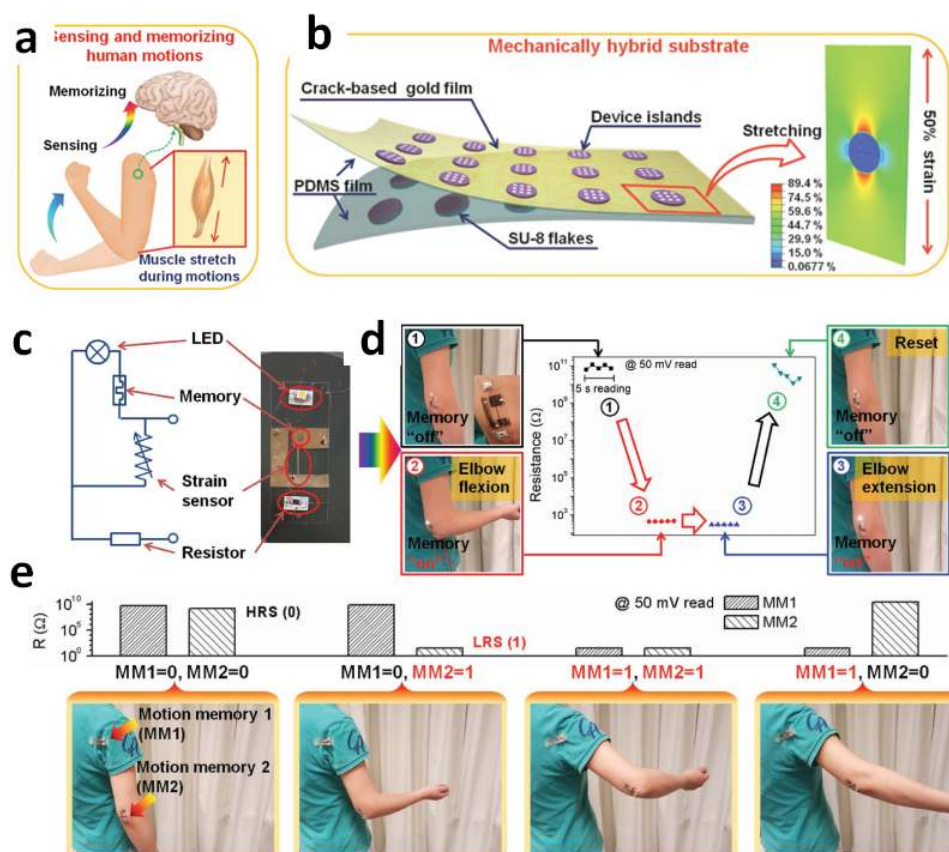 a
Sensing and memorizing
human motions
Memorizing
Sensing
Muscle stretch
during motions
b
Mechanically hybrid substrate
Crack-based gold film
Device islands
Stretching
PDMS film
SU-8 flakes
50% strain
89.4 %
74.5 %
59.6 %
44.7 %
29.9 %
15.0 %
0.0677 %
c
LED
Memory
Strain
sensor
Resistor
d
1
Memory
"off"
2
Elbow
flexion
Memory
"on"
Resistance (Ω)
10¹¹
10⁹
10⁷
10⁵
10³
@ 50 mV read
5 s reading
1
2
3
4
4
Reset
Memory
"off"
3
Elbow
extension
Memory
"on"
e
R (Ω)
10¹⁰
10⁵
10⁰
HRS (0)
LRS (1)
@ 50 mV read
MM1
MM2
MM1=0, MM2=0
MM1=0, MM2=1
MM1=1, MM2=1
MM1=1, MM2=0
Motion memory 1
(MM1)
Motion memory 2
(MM2)